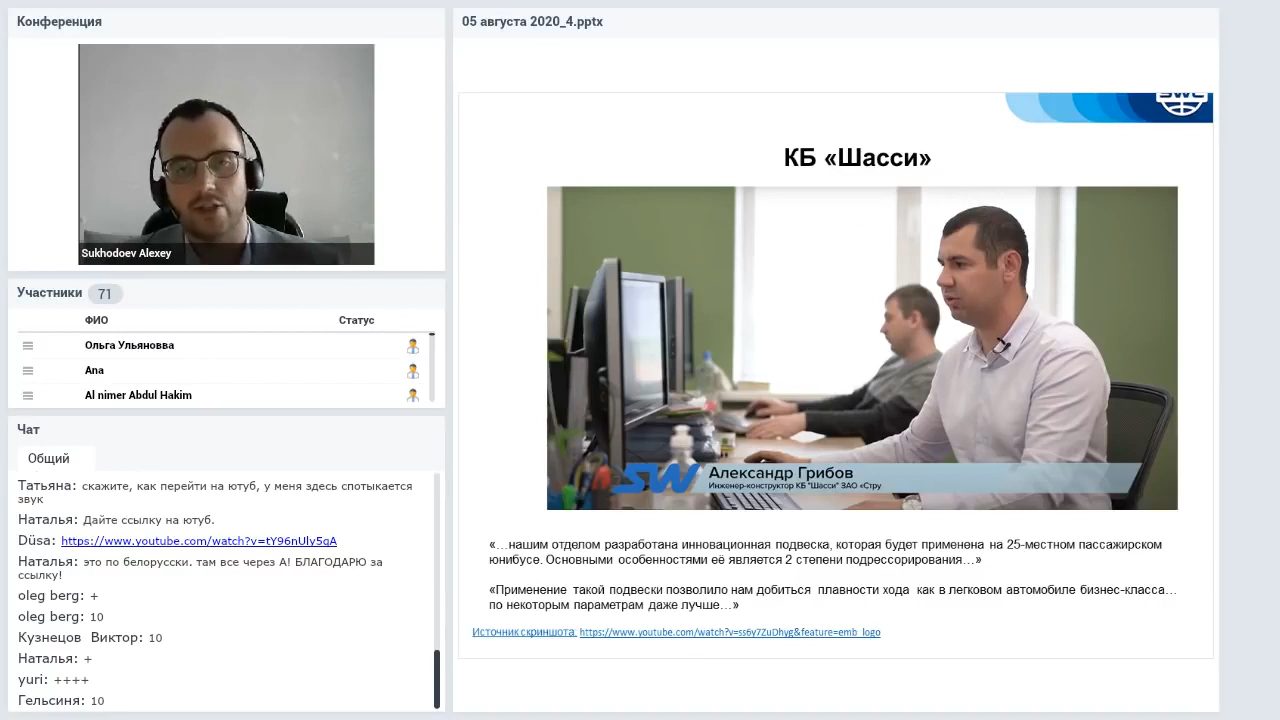 Конференция
Sukhodoev Alexey
Участники 71
ФИО Статус
Ольга Ульяновва
Ana
Al nimer Abdul Hakim
Чат
Общий
Татьяна: скажите, как перейти на ютуб, у меня здесь спотыкается
звук
Наталья: Дайте ссылку на ютуб.
Düsa: https://www.youtube.com/watch?v=tY96nUly5qA
Наталья: это по белорусски. там все через А! БЛАГОДАРЮ за
ссылку!
oleg berg: +
oleg berg: 10
Кузнецов Виктор: 10
Наталья: +
yuri: ++++
Гельсиня: 10
05 августа 2020_4.pptx
КБ «Шасси»
SW
Александр Грибов
Инженер-конструктор КБ "Шасси" ЗАО «Стру
«…нашим отделом разработана инновационная подвеска, которая будет применена на 25-местном пассажирском
юнибусе. Основными особенностями её является 2 степени подрессорирования…»
«Применение такой подвески позволило нам добиться плавности хода как в легковом автомобиле бизнес-класса…
по некоторым параметрам даже лучше…»
Источник скриншота: https://www.youtube.com/watch?v=ss6y7ZuDhyg&feature=emb_logo